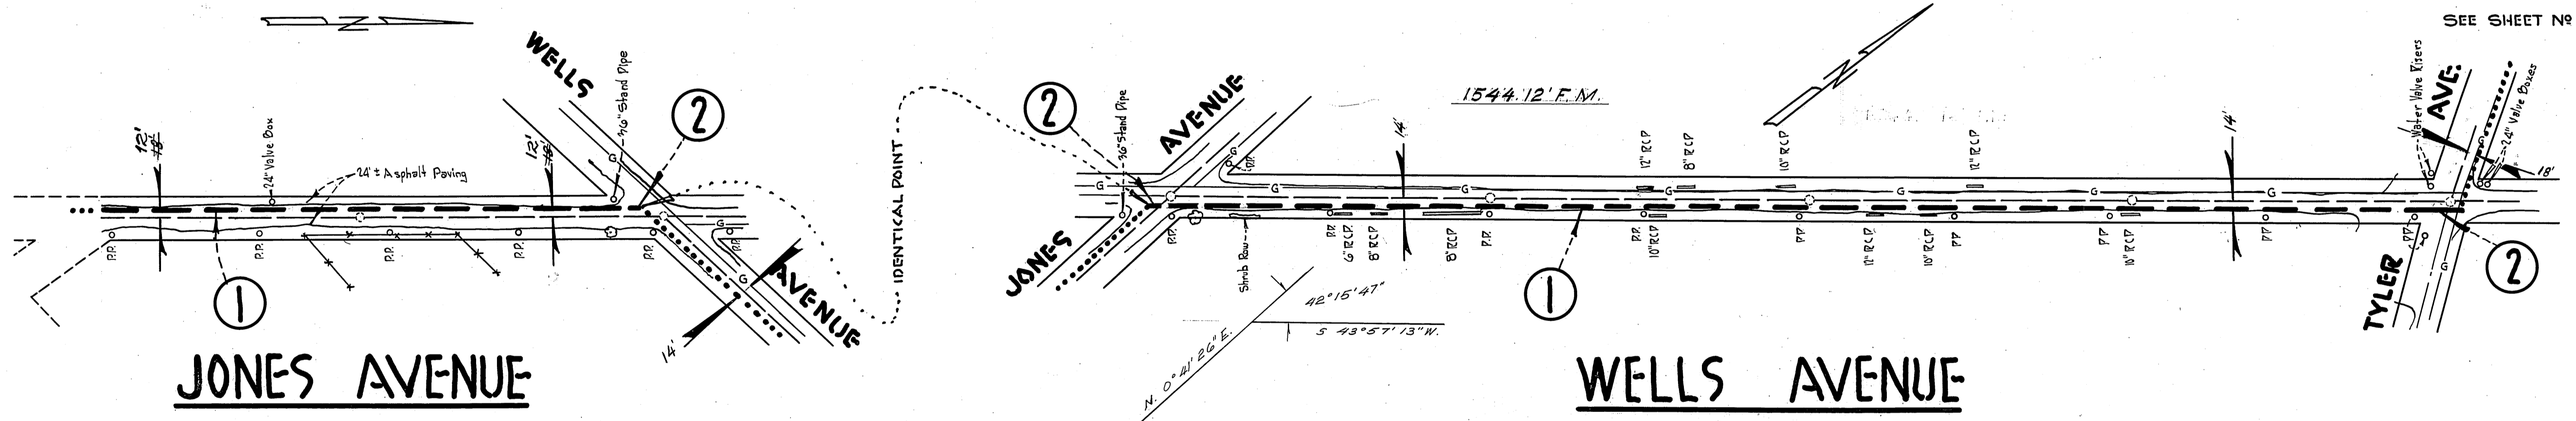 N
WELLS
36" Stand Pipe
2
12'
18'
24" Valve Box
24' ± Asphalt Paving
12'
18'
G
G
G
P.P.
P.P.
P.P.
P.P.
P.P.
P.P.
1
14'
AVENUE
JONES AVENUE
IDENTICAL POINT
2
36" Stand Pipe
AVENUE
G
P.P.
G
G
G
G
G
G
G
G
1544.12' F.M.
N
14'
12" RCP
8" RCP
10" RCP
12" RCP
14'
Water Valve Risers
AVE.
24" Valve Boxes
18'
SEE SHEET Nº
JONES
P.P.
Shrub Row
P.P.
6" RCP
8" RCP
8" RCP
P.P.
P.P.
10" RCP
P.P.
12" RCP
10" RCP
P.P.
P.P.
10" RCP
P.P.
P.P.
G
TYLER
2
1
42° 15' 47"
S 43° 57' 13" W.
N. 0° 41' 26" E.
WELLS AVENUE